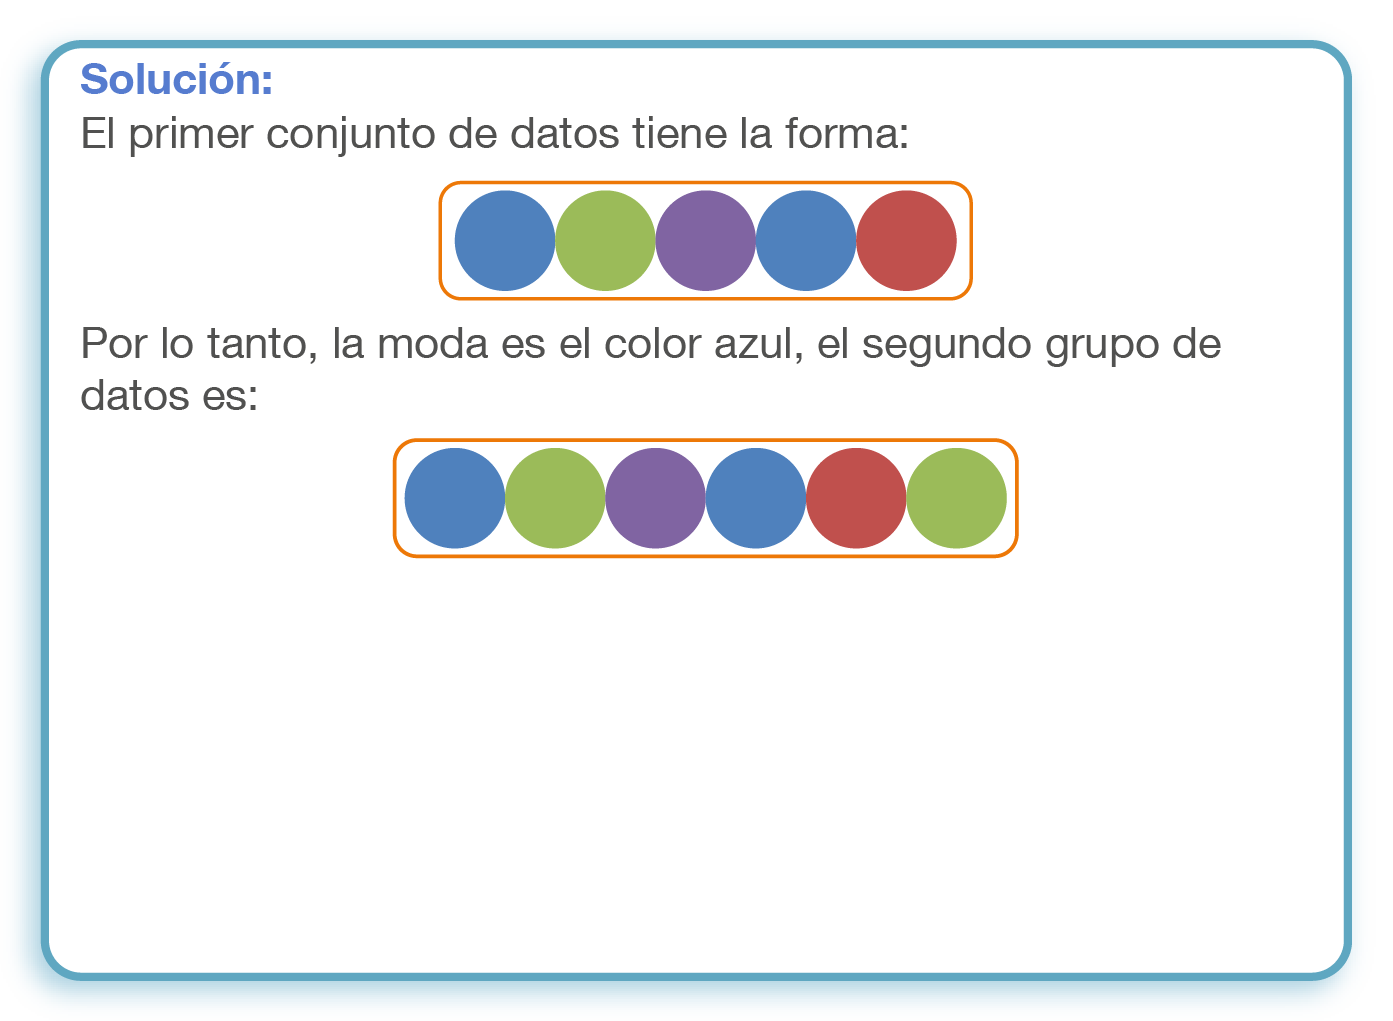 Solución:
El primer conjunto de datos tiene la forma:
Por lo tanto, la moda es el color azul, el segundo grupo de
datos es: